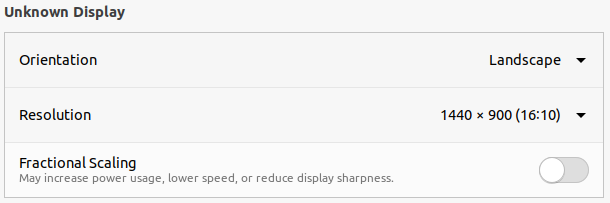 Unknown Display
Orientation Landscape
Resolution 1440 × 900 (16:10)
Fractional Scaling
May increase power usage, lower speed, or reduce display sharpness.